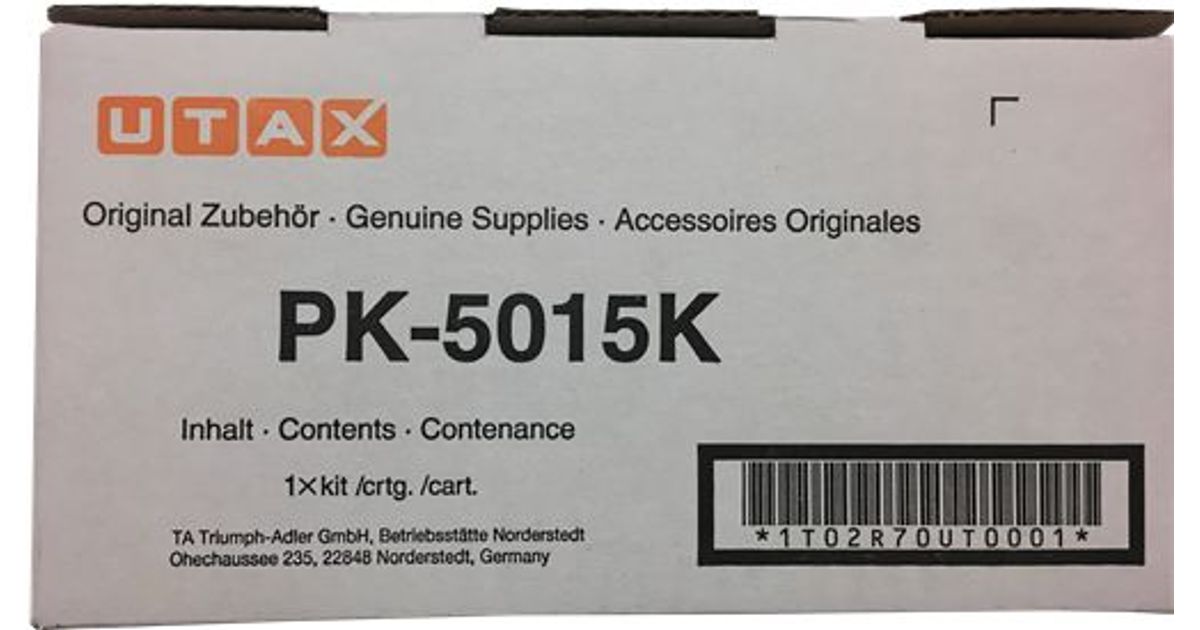 UTAX
Original Zubehör · Genuine Supplies · Accessoires Originales
PK-5015K
Inhalt · Contents · Contenance
1×kit /crtg. /cart.
TA Triumph-Adler GmbH, Betriebsstätte Norderstedt
Ohechaussee 235, 22848 Norderstedt, Germany
*1T02R70UT0001*